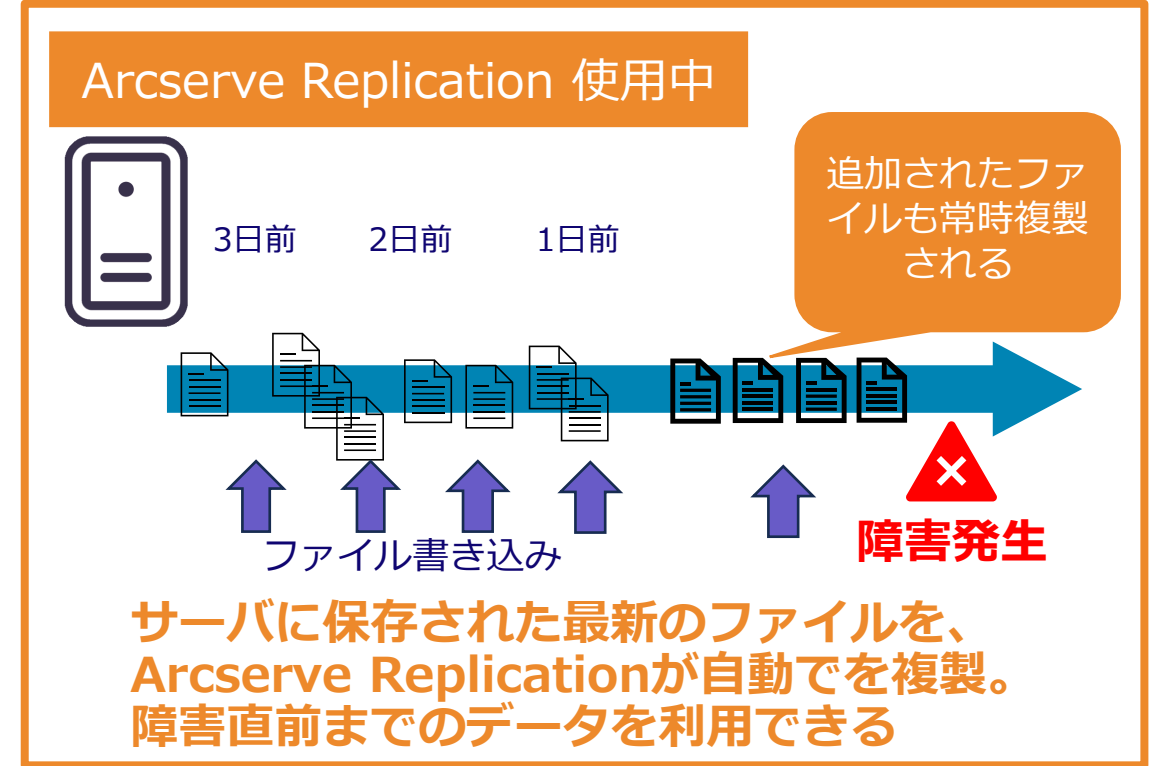 Arcserve Replication 使用中
追加されたファ
イルも常時複製
される
3日前
2日前
1日前
ファイル書き込み
障害発生
サーバに保存された最新のファイルを、
Arcserve Replicationが自動でを複製。
障害直前までのデータを利用できる